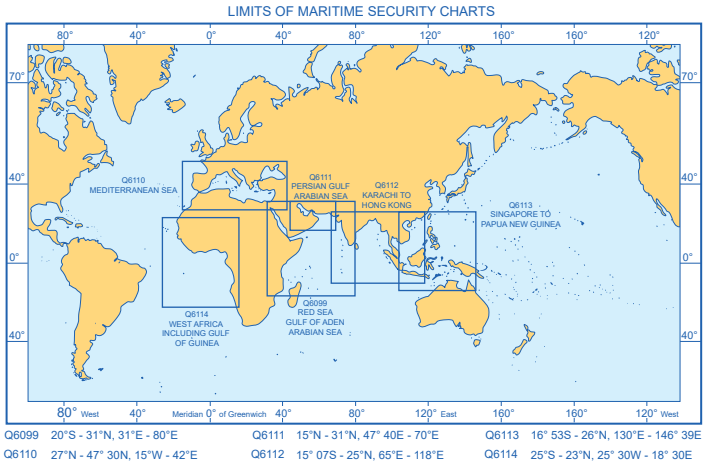 LIMITS OF MARITIME SECURITY CHARTS
80° 40° 0° 40° 80° 120° 160° 160° 120°
70° 70°
Q6110
MEDITERRANEAN SEA
Q6111
PERSIAN GULF
ARABIAN SEA
Q6112
KARACHI TO
HONG KONG
40° 40°
Q6113
SINGAPORE TO
PAPUA NEW GUINEA
0° 0°
Q6099
RED SEA
GULF OF ADEN
ARABIAN SEA
Q6114
WEST AFRICA
INCLUDING GULF
OF GUINEA
40° 40°
80° West 40° Meridian 0° of Greenwich 40° 80° 120° East 160° 160° 120°
Q6099 20°S - 31°N, 31°E - 80°E Q6111 15°N - 31°N, 47° 40E - 70°E Q6113 16° 53S - 26°N, 130°E - 146° 39E
Q6110 27°N - 47° 30N, 15°W - 42°E Q6112 15° 07S - 25°N, 65°E - 118°E Q6114 25°S - 23°N, 25° 30W - 18° 30E